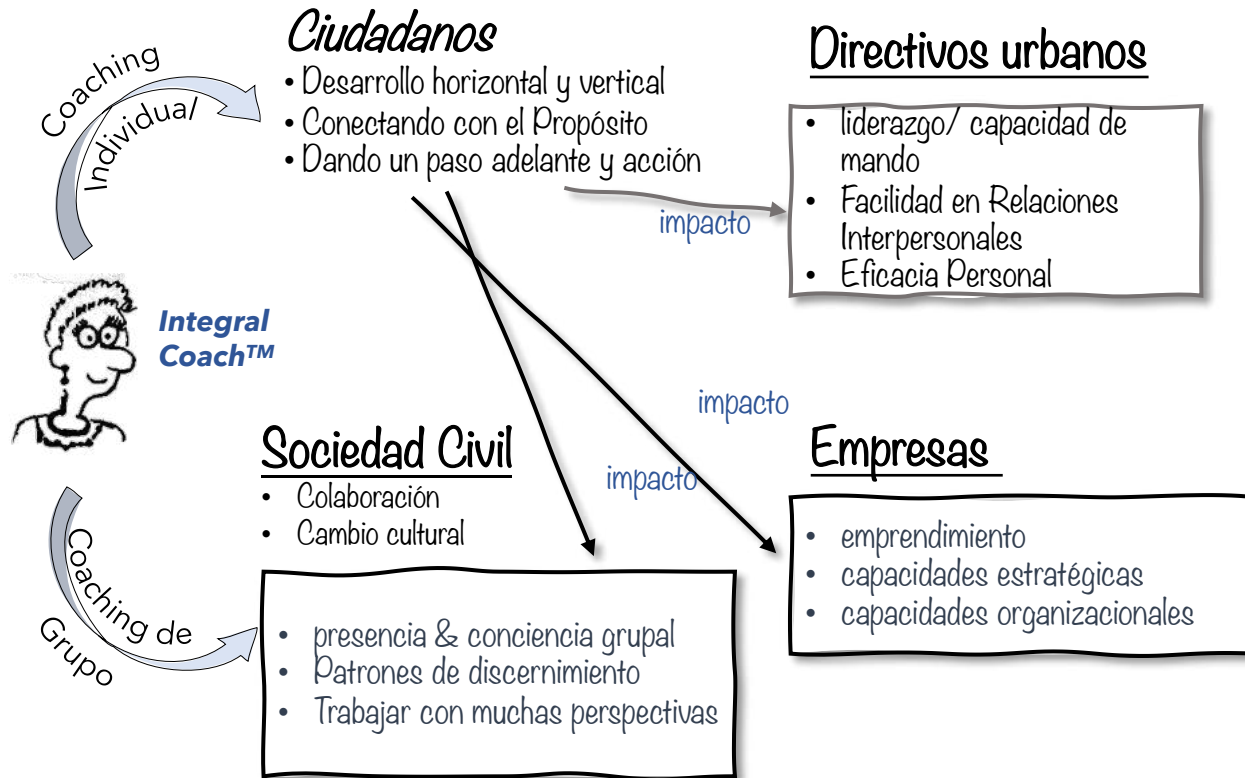 Coaching
Individual
Ciudadanos
• Desarrollo horizontal y vertical
• Conectando con el Propósito
• Dando un paso adelante y acción
Directivos urbanos
• liderazgo/ capacidad de
mando
• Facilidad en Relaciones
Interpersonales
• Eficacia Personal
impacto
Integral
Coach™
impacto
impacto
Sociedad Civil
• Colaboración
• Cambio cultural
Empresas
• emprendimiento
• capacidades estratégicas
• capacidades organizacionales
Coaching de
Grupo
• presencia & conciencia grupal
• Patrones de discernimiento
• Trabajar con muchas perspectivas